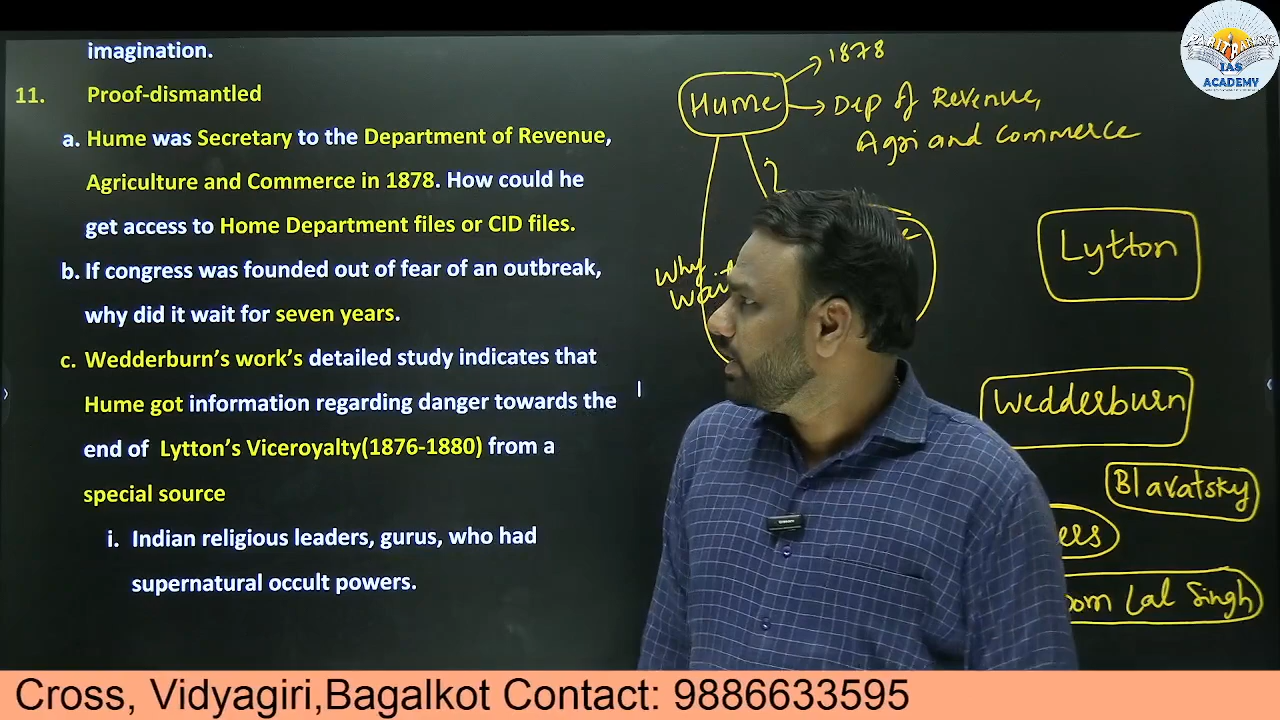 imagination.
11. Proof-dismantled
a. Hume was Secretary to the Department of Revenue,
Agriculture and Commerce in 1878. How could he
get access to Home Department files or CID files.
b. If congress was founded out of fear of an outbreak,
why did it wait for seven years.
c. Wedderburn's work's detailed study indicates that
Hume got information regarding danger towards the
end of Lytton's Viceroyalty(1876-1880) from a
special source
i. Indian religious leaders, gurus, who had
supernatural occult powers.
1878
Hume
Dep of Revenue,
Agri and Commerce
?
Why
Lytton
Wedderburn
Blavatsky
Lal Singh
IAS
ACADEMY
Cross, Vidyagiri,Bagalkot Contact: 9886633595